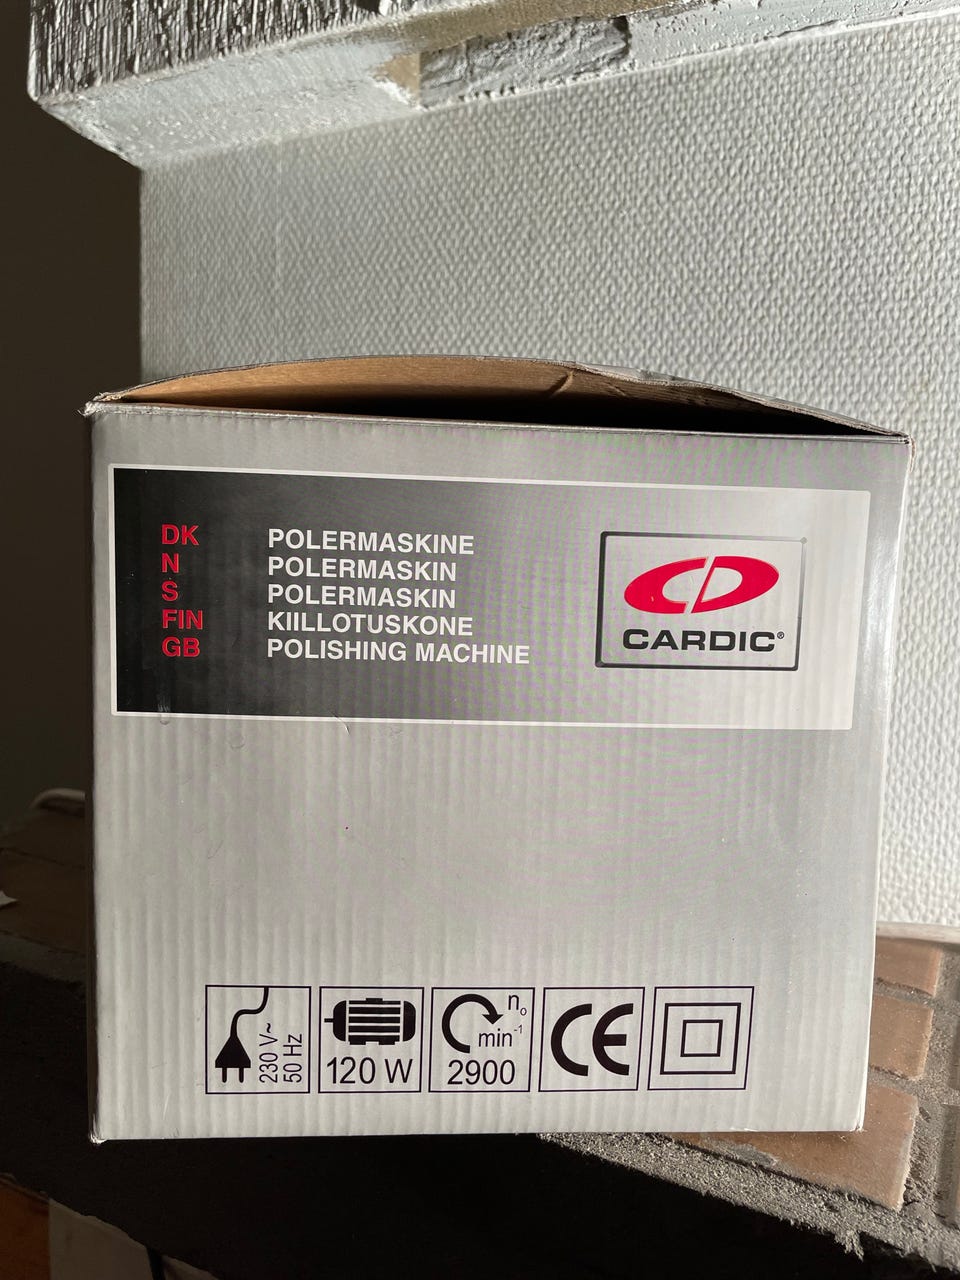 DK POLERMASKINE
N POLERMASKIN
S POLERMASKIN
FIN KIILLOTUSKONE
GB POLISHING MACHINE
CD
CARDIC®
230 V~
50 Hz
120 W
n₀
min⁻¹
2900
CE